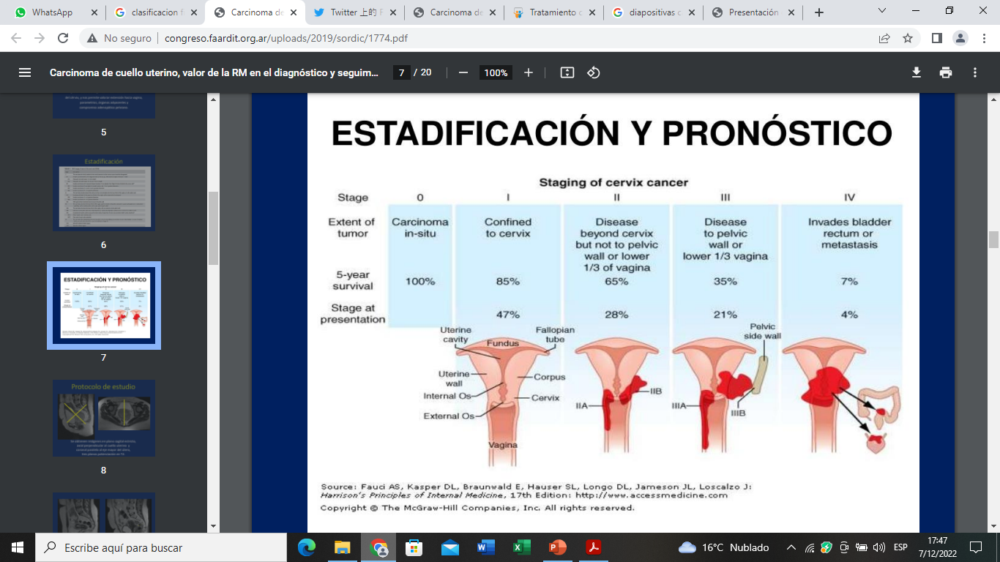 WhatsApp
clasificacion f
Carcinoma de
Twitter 上的 F
Carcinoma de
Tratamiento c
diapositivas c
Presentación
No seguro
congreso.faardit.org.ar/uploads/2019/sordic/1774.pdf
Carcinoma de cuello uterino, valor de la RM en el diagnóstico y seguim...
7 / 20
100%
5
Estadificación
6
ESTADIFICACIÓN Y PRONÓSTICO
7
Protocolo de estudio
8
ESTADIFICACIÓN Y PRONÓSTICO
Staging of cervix cancer
Stage 0 I II III IV
Extent of tumor
Carcinoma in-situ
Confined to cervix
Disease beyond cervix but not to pelvic wall or lower 1/3 of vagina
Disease to pelvic wall or lower 1/3 vagina
Invades bladder rectum or metastasis
5-year survival 100% 85% 65% 35% 7%
Stage at presentation 47% 28% 21% 4%
Uterine cavity
Fundus
Fallopian tube
Pelvic side wall
Uterine wall
Corpus
Internal Os
Cervix
External Os
Vagina
IIA
IIB
IIIA
IIIB
Source: Fauci AS, Kasper DL, Braunwald E, Hauser SL, Longo DL, Jameson JL, Loscalzo J:
Harrison's Principles of Internal Medicine, 17th Edition: http://www.accessmedicine.com
Copyright © The McGraw-Hill Companies, Inc. All rights reserved.
Escribe aquí para buscar
16°C Nublado
ESP
17:47
7/12/2022